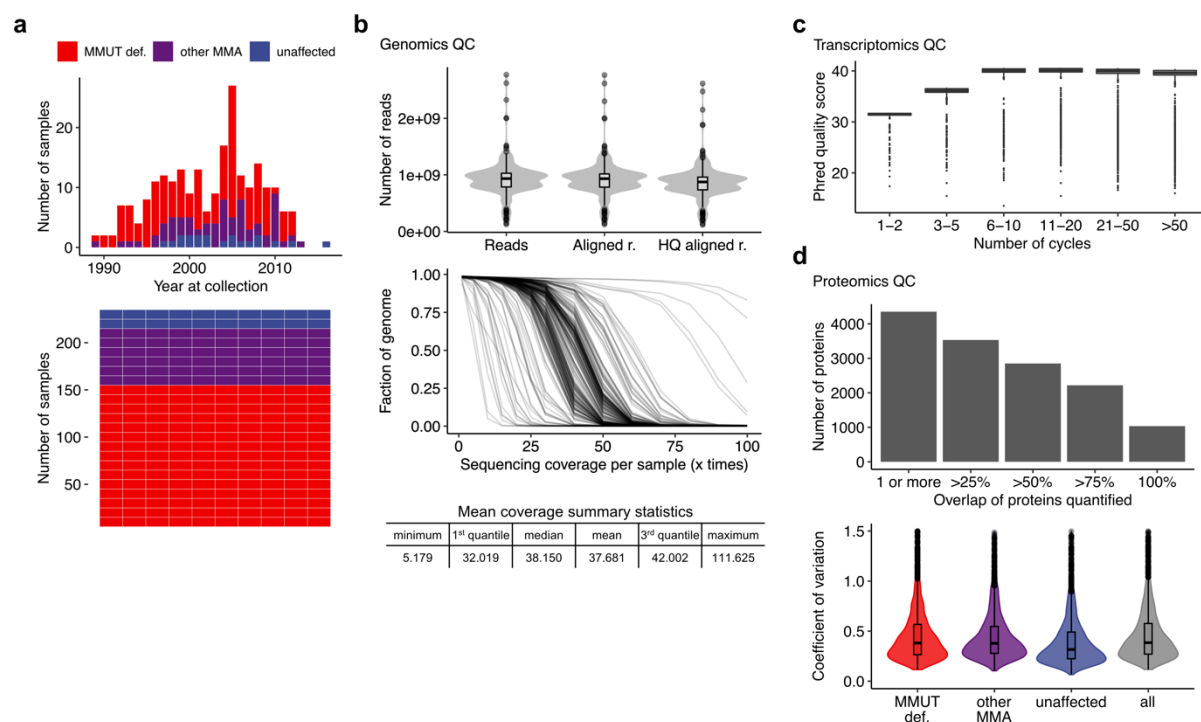 a
MMUT def. other MMA unaffected
Number of samples
20
10
0
1990 2000 2010
Year at collection
Number of samples
200
150
100
50
b
Genomics QC
Number of reads
2e+09
1e+09
0e+00
Reads Aligned r. HQ aligned r.
Faction of genome
1.00
0.75
0.50
0.25
0.00
0 25 50 75 100
Sequencing coverage per sample (x times)
Mean coverage summary statistics
minimum 1st quantile median mean 3rd quantile maximum
5.179 32.019 38.150 37.681 42.002 111.625
c
Transcriptomics QC
Phred quality score
40
30
20
1–2 3–5 6–10 11–20 21–50 >50
Number of cycles
d
Proteomics QC
Number of proteins
4000
3000
2000
1000
0
1 or more >25% >50% >75% 100%
Overlap of proteins quantified
Coefficient of variation
1.5
1.0
0.5
0.0
MMUT def. other MMA unaffected all